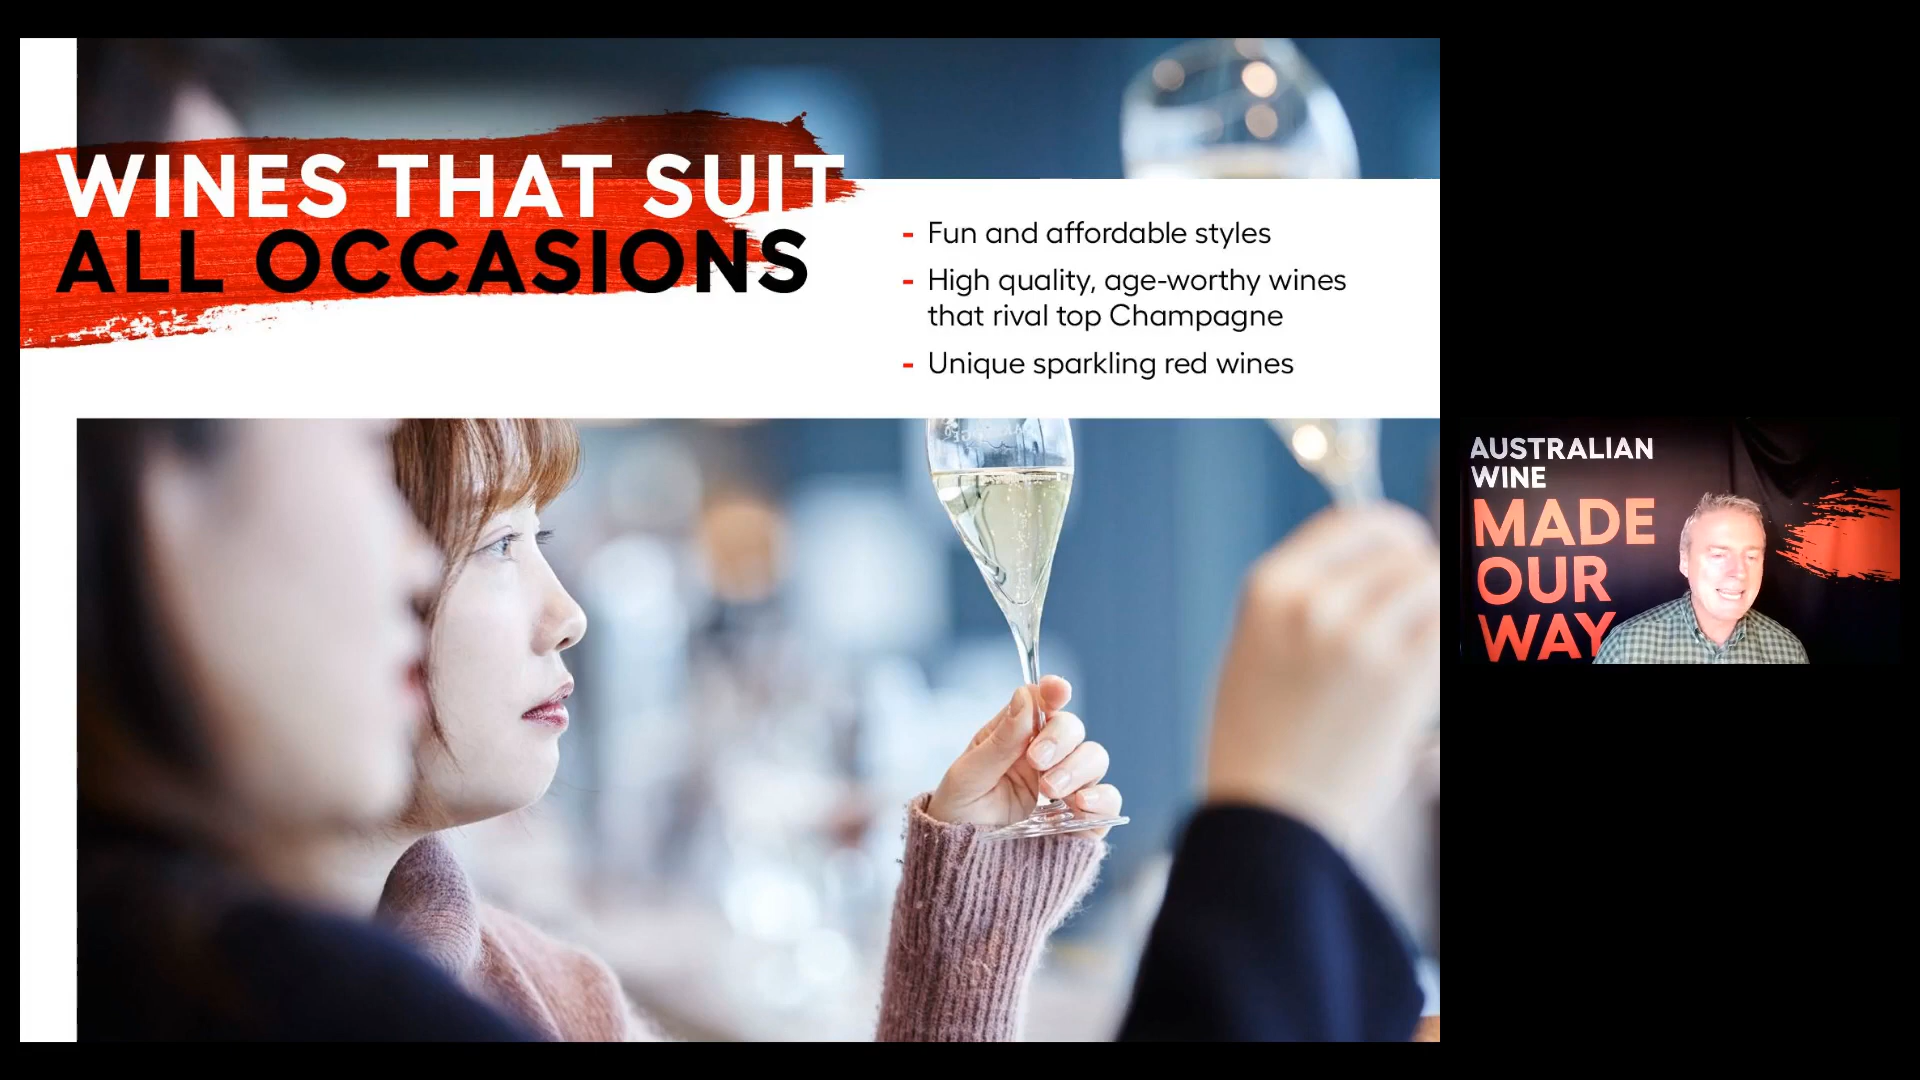 WINES THAT SUIT
ALL OCCASIONS
- Fun and affordable styles
- High quality, age-worthy wines
that rival top Champagne
- Unique sparkling red wines
AUSTRALIAN
WINE
MADE
OUR
WAY